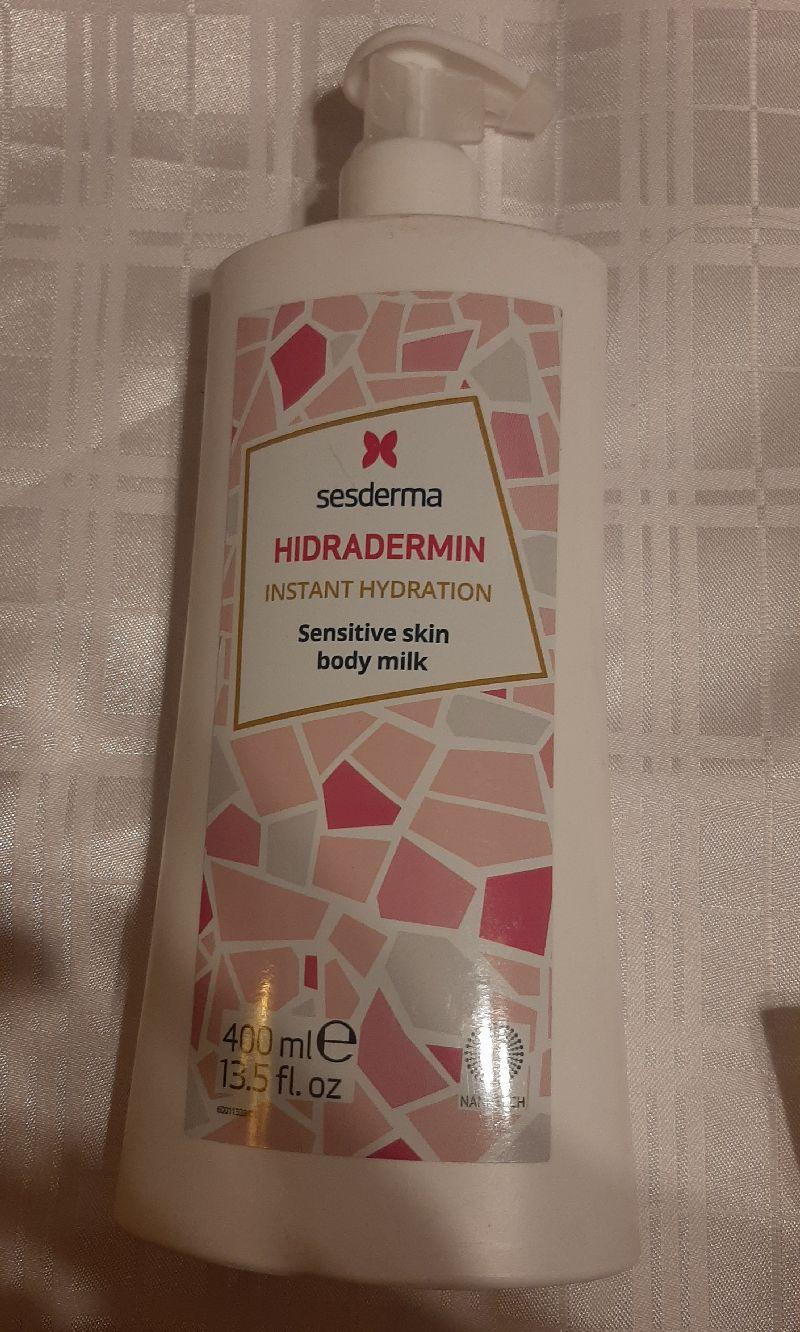 sesderma
HIDRADERMIN
INSTANT HYDRATION
Sensitive skin
body milk
400 ml e
13.5 fl. oz